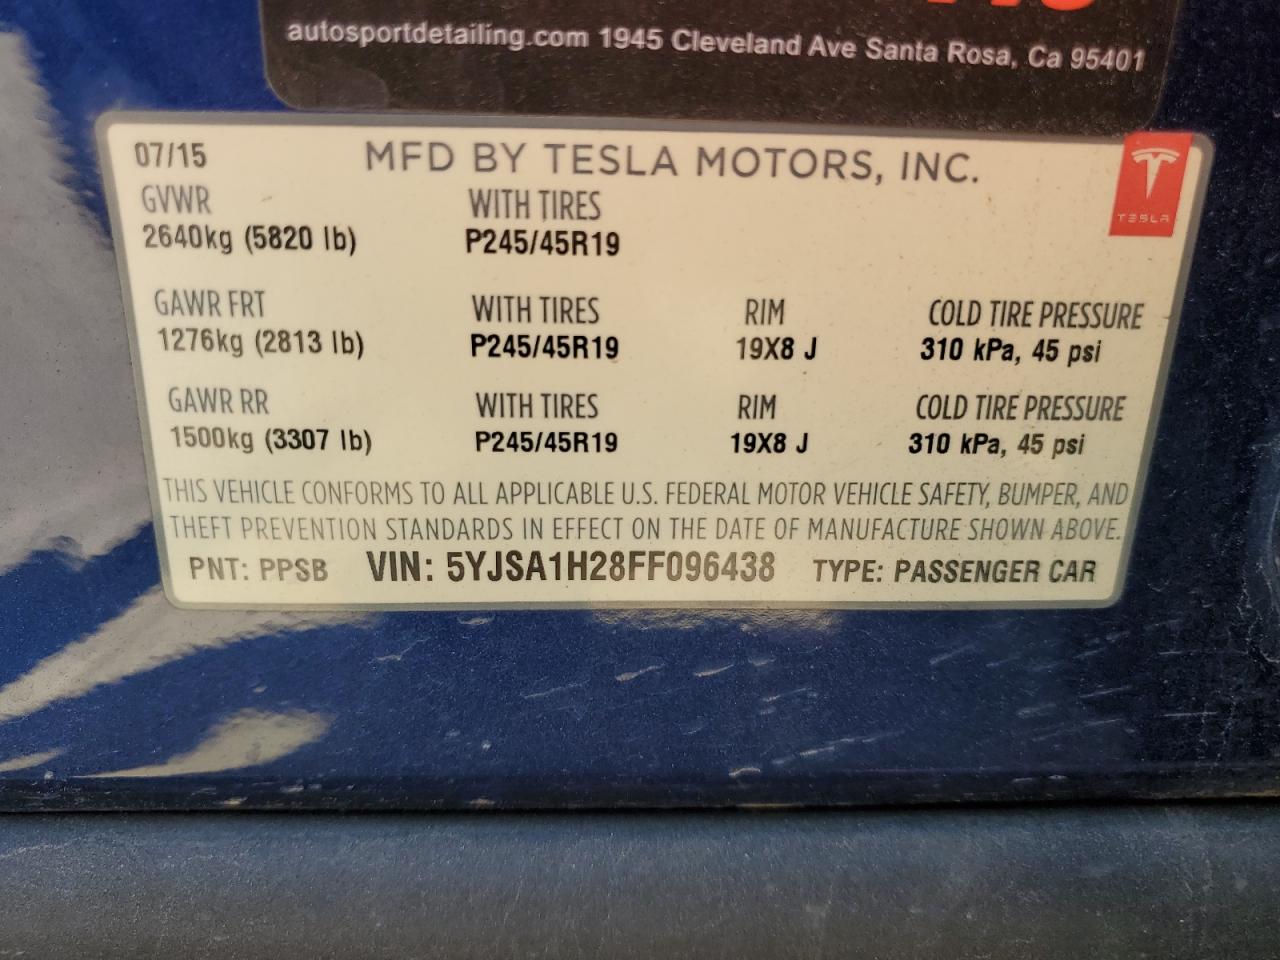 autosportdetailing.com 1945 Cleveland Ave Santa Rosa, Ca 95401
07/15 MFD BY TESLA MOTORS, INC.
TESLA
GVWR WITH TIRES
2640kg (5820 lb) P245/45R19
GAWR FRT WITH TIRES RIM COLD TIRE PRESSURE
1276kg (2813 lb) P245/45R19 19X8 J 310 kPa, 45 psi
GAWR RR WITH TIRES RIM COLD TIRE PRESSURE
1500kg (3307 lb) P245/45R19 19X8 J 310 kPa, 45 psi
THIS VEHICLE CONFORMS TO ALL APPLICABLE U.S. FEDERAL MOTOR VEHICLE SAFETY, BUMPER, AND
THEFT PREVENTION STANDARDS IN EFFECT ON THE DATE OF MANUFACTURE SHOWN ABOVE.
PNT: PPSB VIN: 5YJSA1H28FF096438 TYPE: PASSENGER CAR